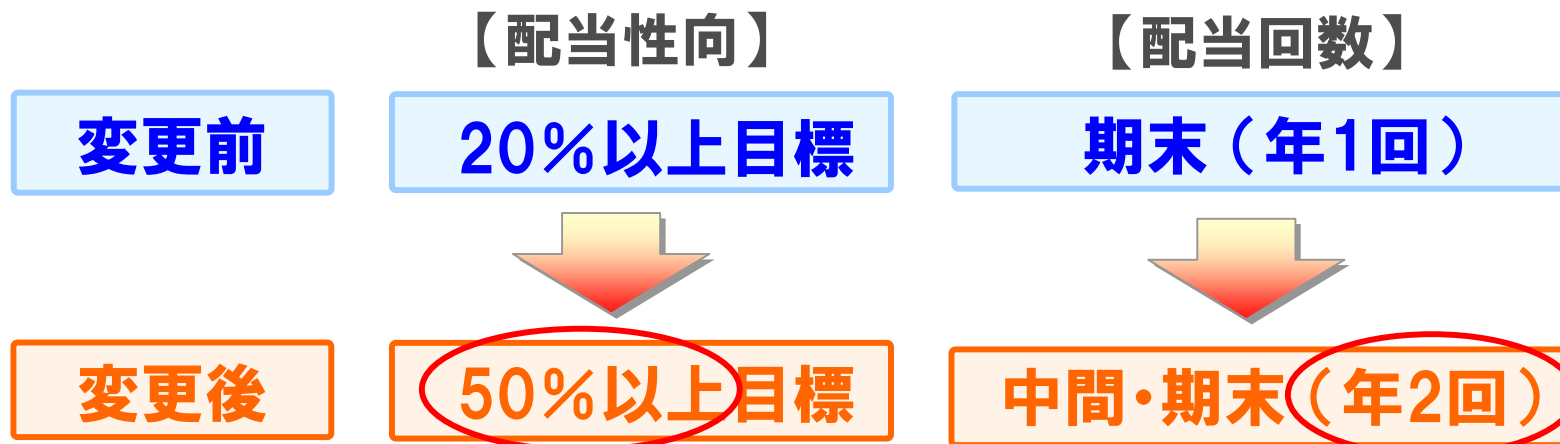 【配当性向】 【配当回数】
変更前 20%以上目標 期末(年1回)
変更後 50%以上目標 中間・期末(年2回)